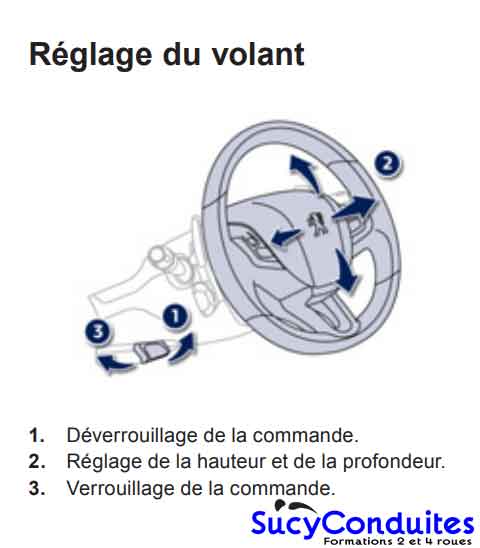 Réglage du volant
2
1
3
1. Déverrouillage de la commande.
2. Réglage de la hauteur et de la profondeur.
3. Verrouillage de la commande.
SucyConduites
Formations 2 et 4 roues